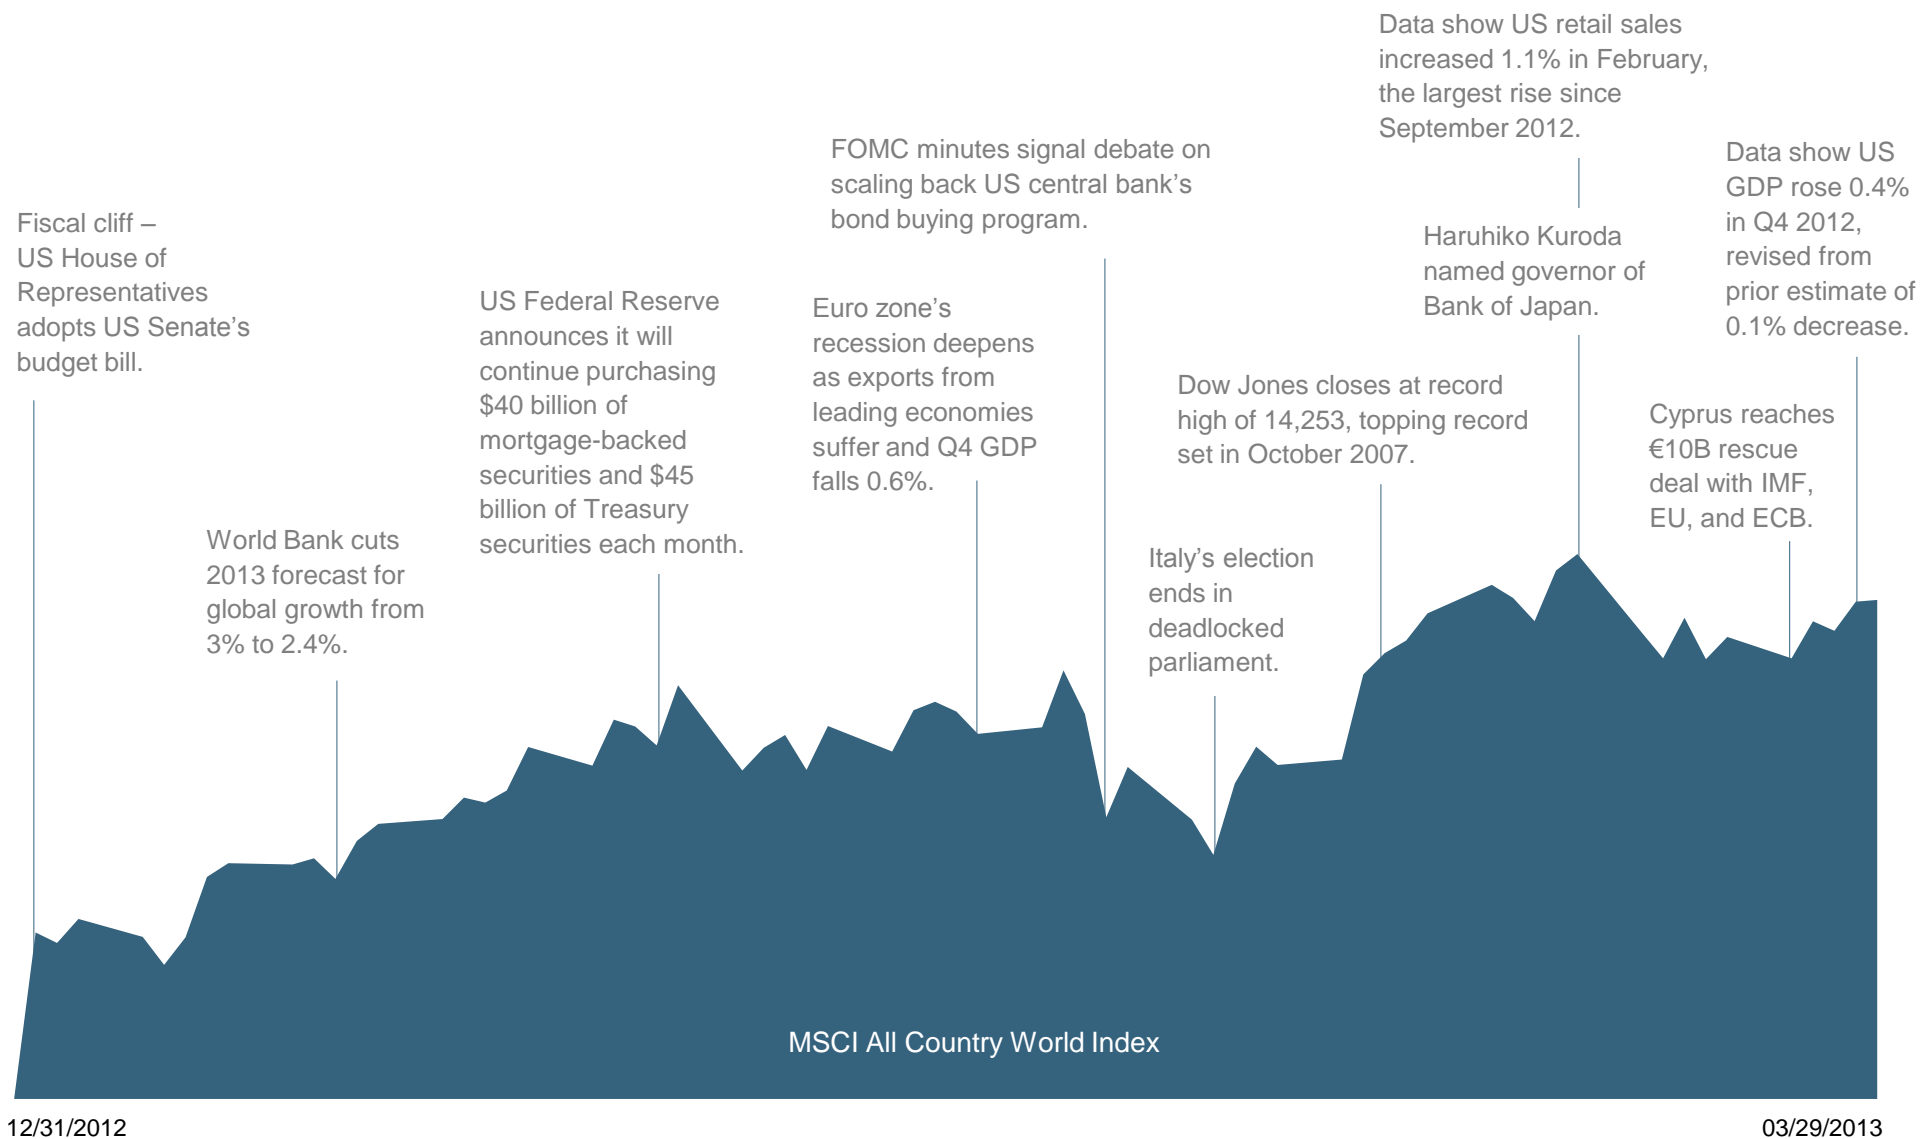 Fiscal cliff –
US House of
Representatives
adopts US Senate’s
budget bill.
World Bank cuts
2013 forecast for
global growth from
3% to 2.4%.
US Federal Reserve
announces it will
continue purchasing
$40 billion of
mortgage-backed
securities and $45
billion of Treasury
securities each month.
Euro zone’s
recession deepens
as exports from
leading economies
suffer and Q4 GDP
falls 0.6%.
FOMC minutes signal debate on
scaling back US central bank’s
bond buying program.
Italy’s election
ends in
deadlocked
parliament.
Dow Jones closes at record
high of 14,253, topping record
set in October 2007.
Data show US retail sales
increased 1.1% in February,
the largest rise since
September 2012.
Haruhiko Kuroda
named governor of
Bank of Japan.
Cyprus reaches
€10B rescue
deal with IMF,
EU, and ECB.
Data show US
GDP rose 0.4%
in Q4 2012,
revised from
prior estimate of
0.1% decrease.
MSCI All Country World Index
12/31/2012
03/29/2013